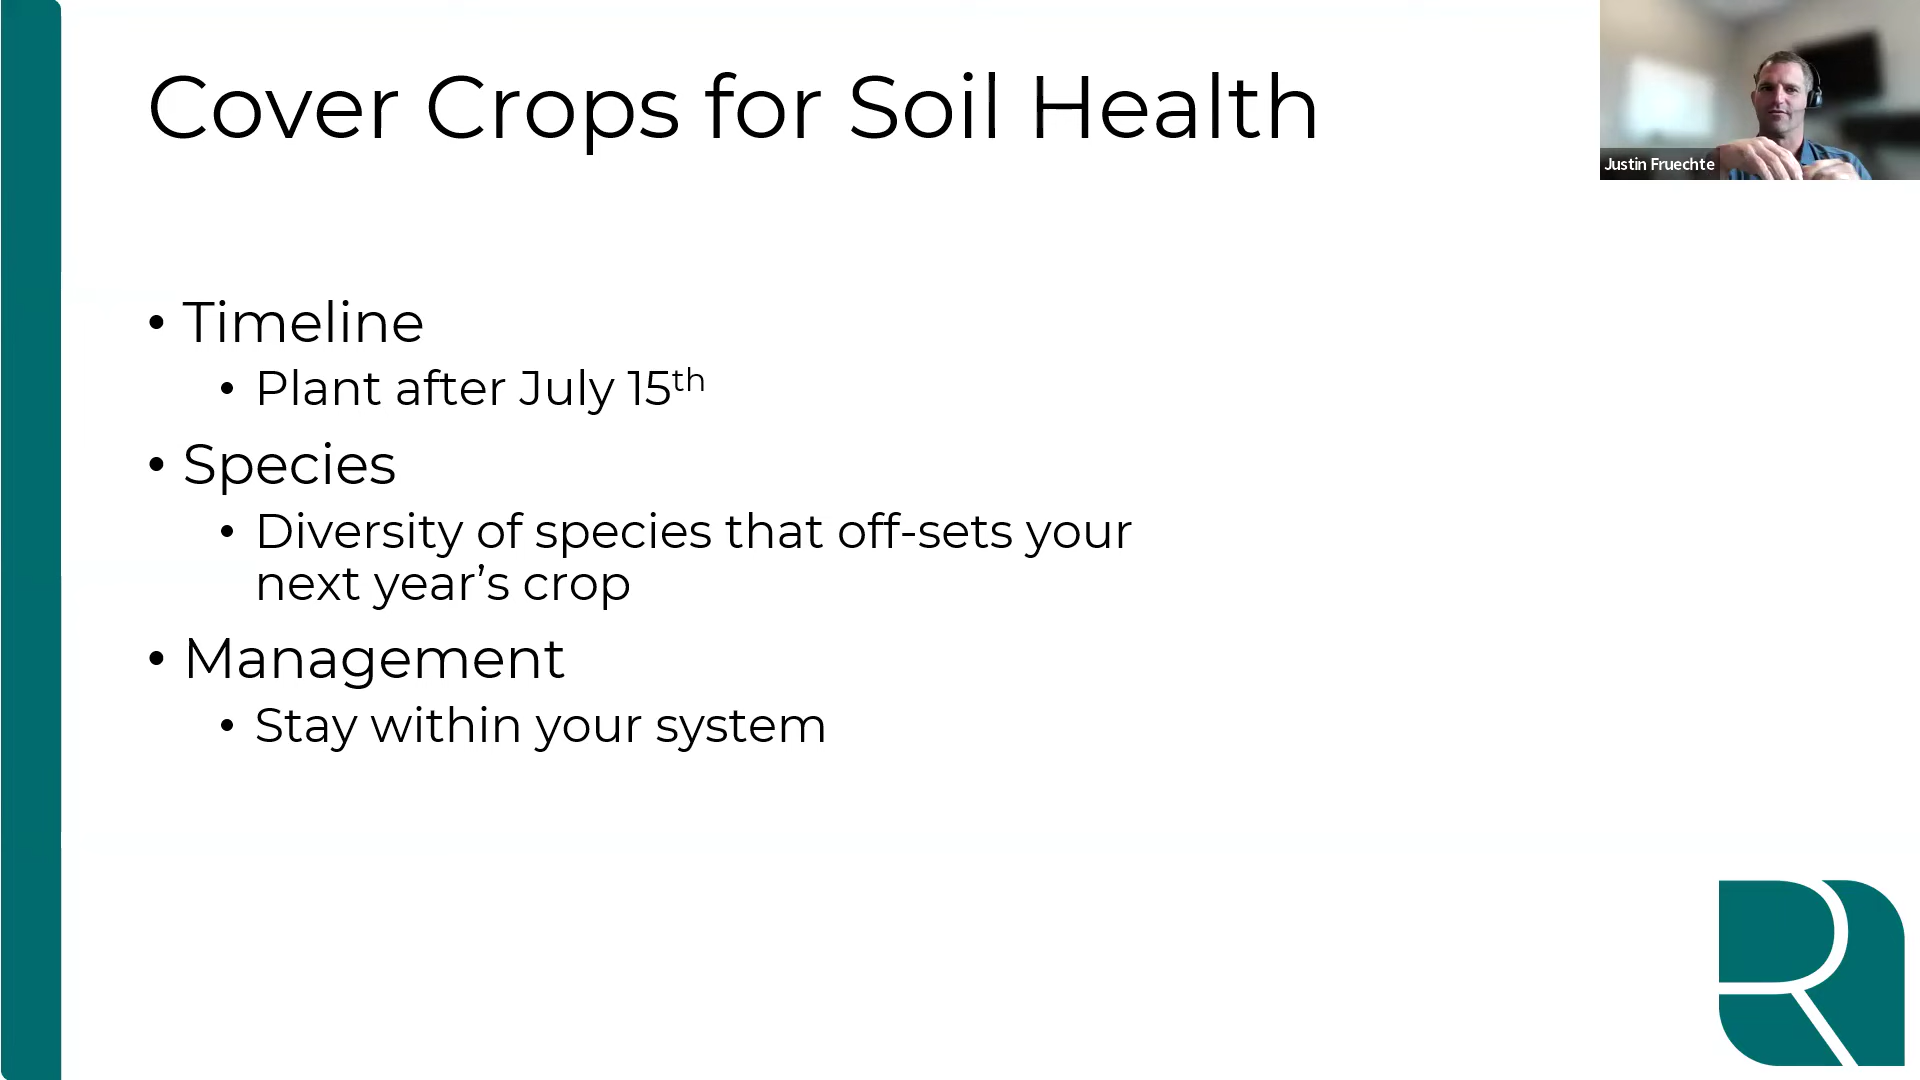 Cover Crops for Soil Health
Justin Fruechte
• Timeline
• Plant after July 15th
• Species
• Diversity of species that off-sets your
next year’s crop
• Management
• Stay within your system
R